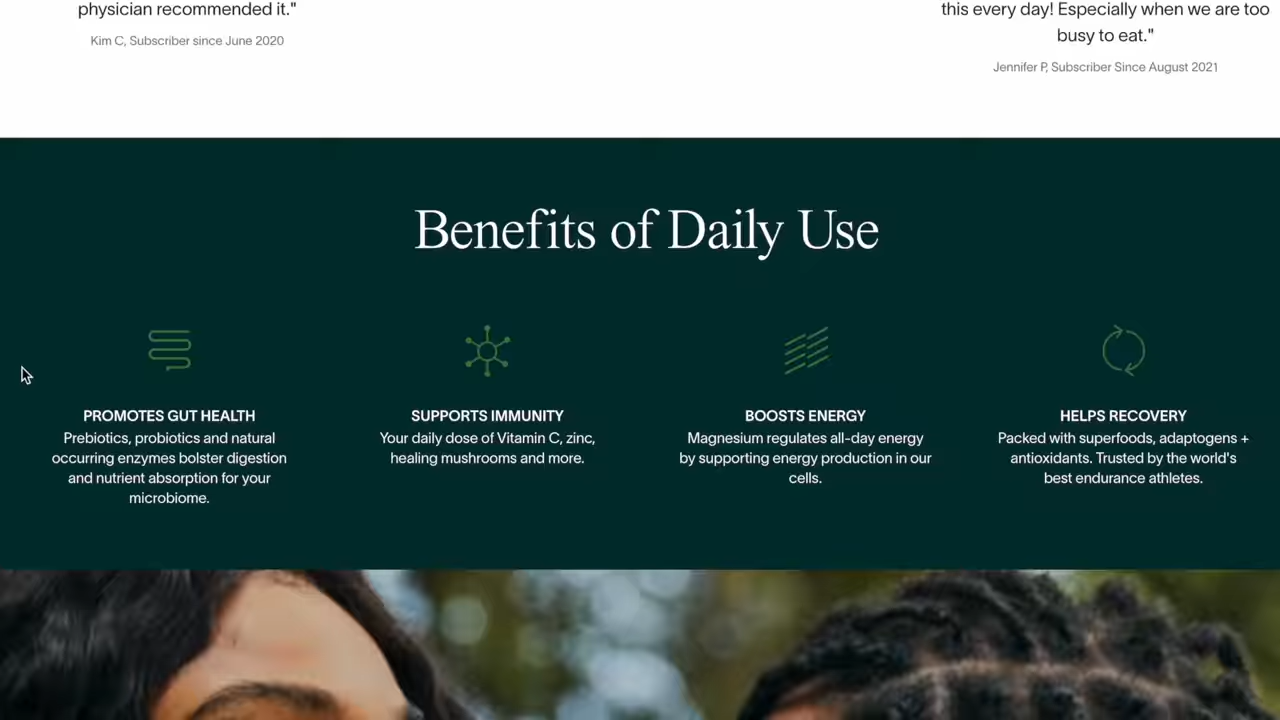 physician recommended it."
Kim C, Subscriber since June 2020
this every day! Especially when we are too
busy to eat."
Jennifer P, Subscriber Since August 2021
Benefits of Daily Use
PROMOTES GUT HEALTH
Prebiotics, probiotics and natural
occurring enzymes bolster digestion
and nutrient absorption for your
microbiome.
SUPPORTS IMMUNITY
Your daily dose of Vitamin C, zinc,
healing mushrooms and more.
BOOSTS ENERGY
Magnesium regulates all-day energy
by supporting energy production in our
cells.
HELPS RECOVERY
Packed with superfoods, adaptogens +
antioxidants. Trusted by the world's
best endurance athletes.